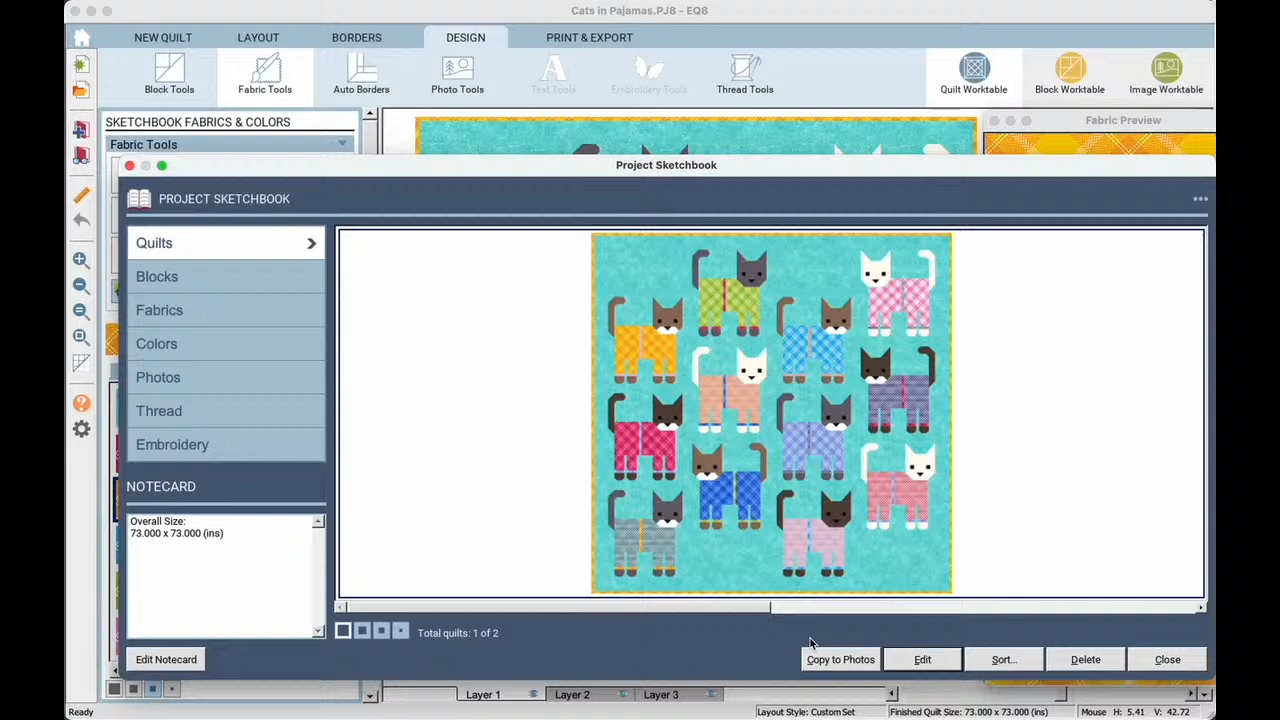 Cats in Pajamas.PJ8 - EQ8
NEW QUILT
LAYOUT
BORDERS
DESIGN
PRINT & EXPORT
Block Tools
Fabric Tools
Auto Borders
Photo Tools
Text Tools
Embroidery Tools
Thread Tools
Quilt Worktable
Block Worktable
Image Worktable
SKETCHBOOK FABRICS & COLORS
Fabric Tools
Fabric Preview
Project Sketchbook
PROJECT SKETCHBOOK
Quilts
Blocks
Fabrics
Colors
Photos
Thread
Embroidery
NOTECARD
Overall Size:
73.000 x 73.000 (ins)
Total quilts: 1 of 2
Edit Notecard
Copy to Photos
Edit
Sort...
Delete
Close
Layer 1
Layer 2
Layer 3
Ready
Layout Style: Custom Set
Finished Quilt Size: 73.000 x 73.000 (ins)
Mouse H: 5.41 V: 42.72